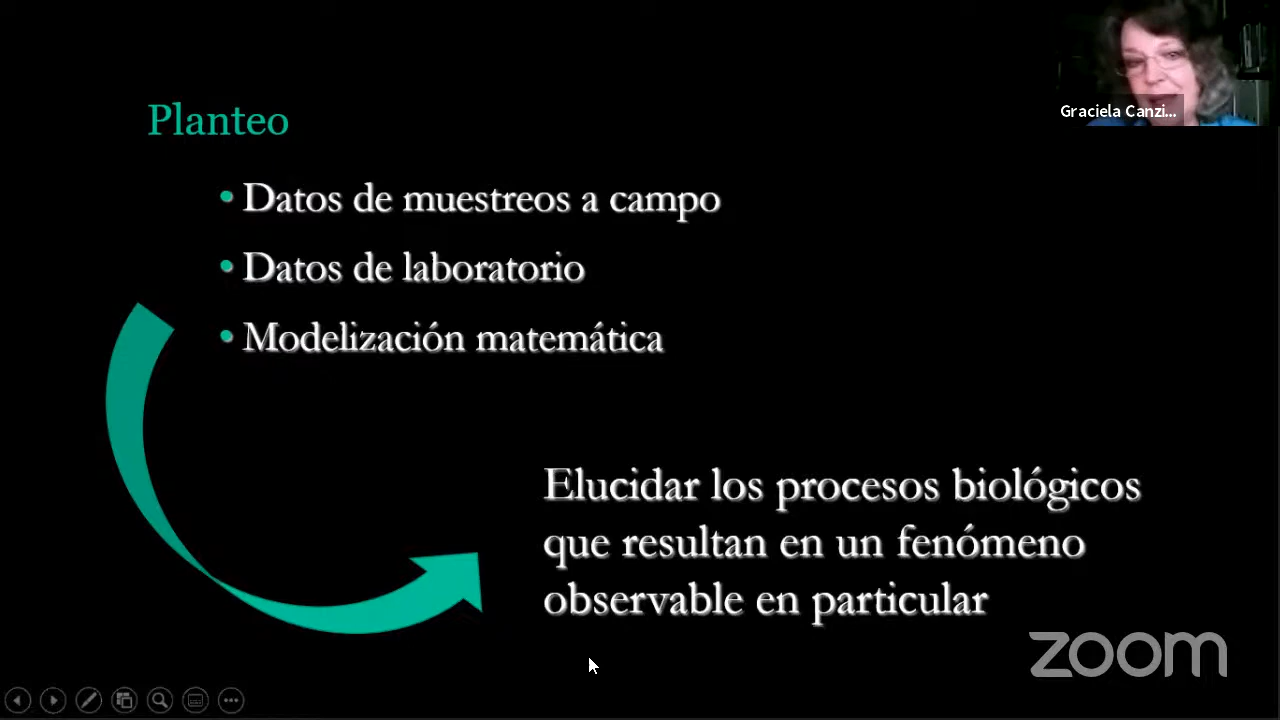 Graciela Canzi...
Planteo
• Datos de muestreos a campo
• Datos de laboratorio
• Modelización matemática
Elucidar los procesos biológicos
que resultan en un fenómeno
observable en particular
zoom